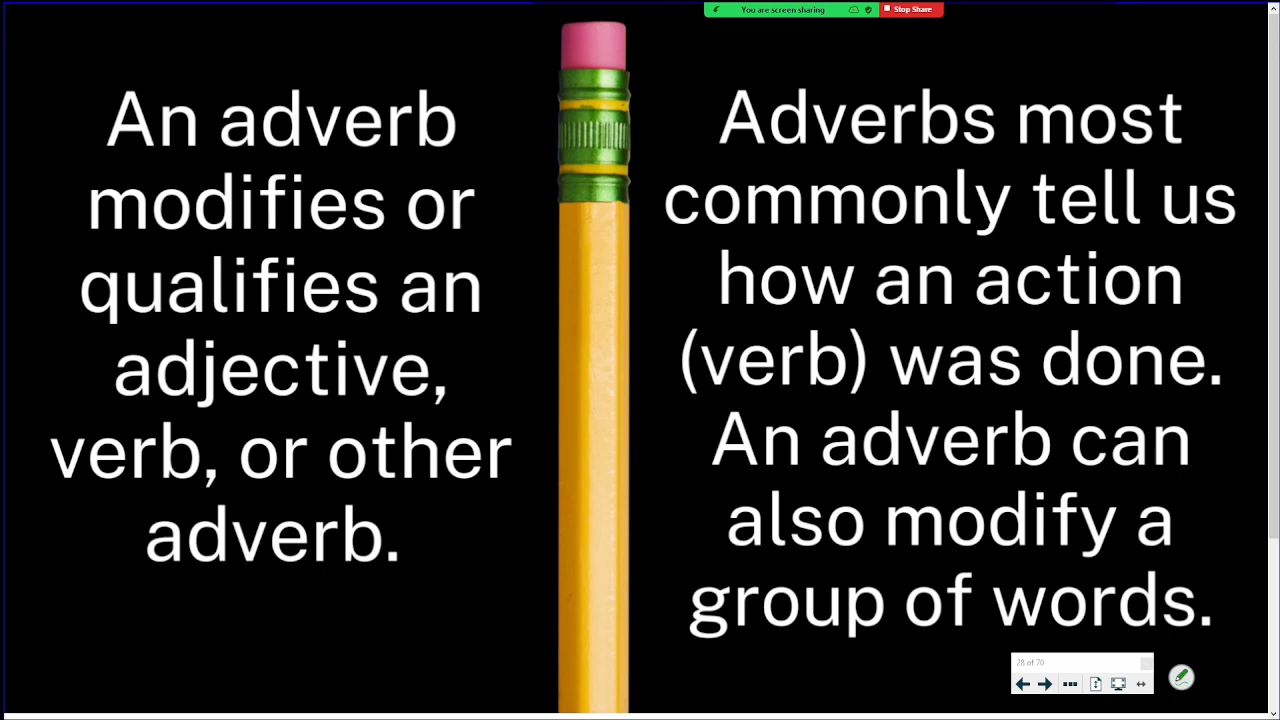 You are screen sharing
Stop Share
An adverb
modifies or
qualifies an
adjective,
verb, or other
adverb.
Adverbs most
commonly tell us
how an action
(verb) was done.
An adverb can
also modify a
group of words.
28 of 70